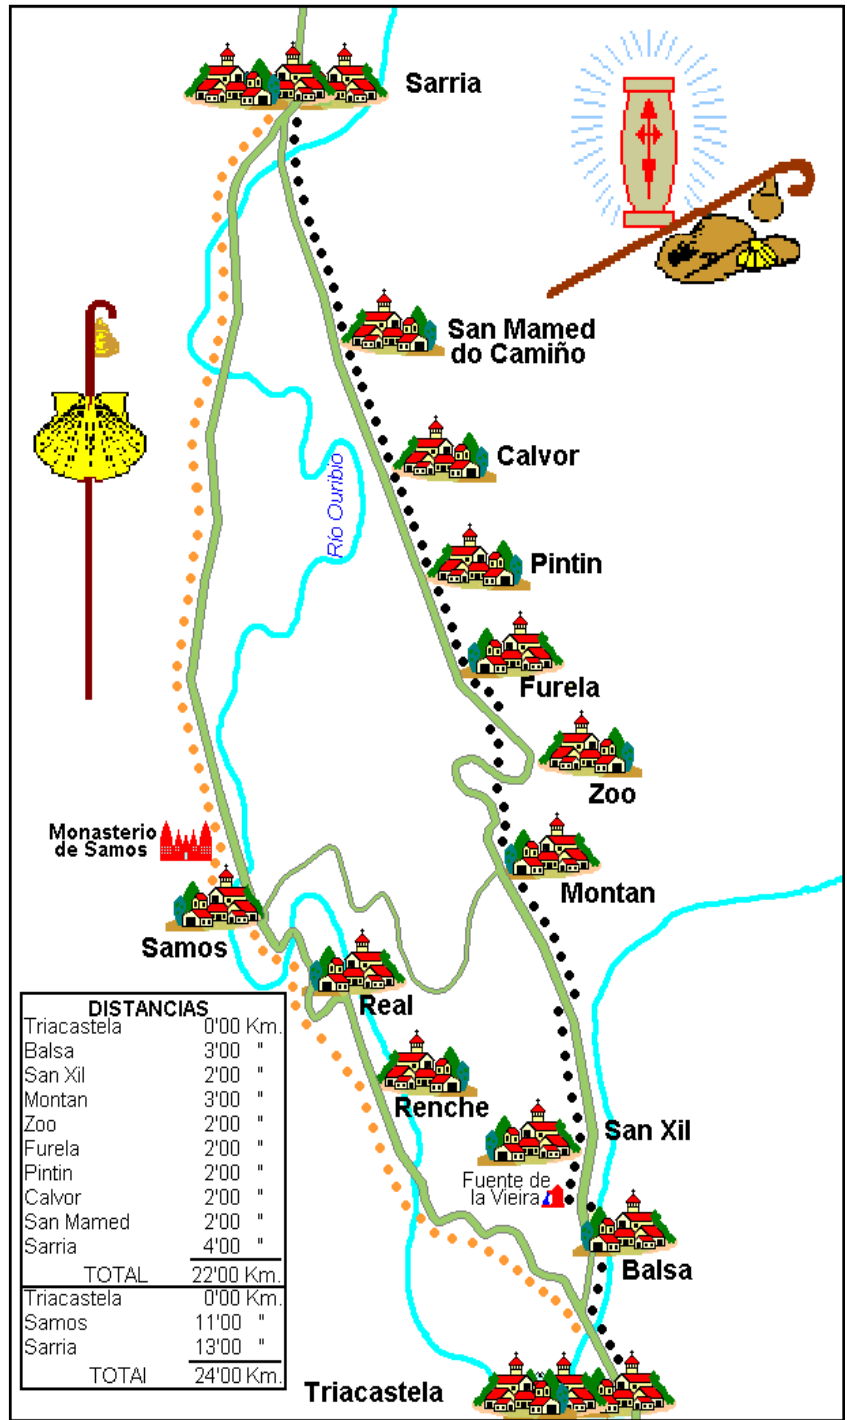 Sarria
San Mamed
do Camiño
Calvor
Río Ouribio
Pintin
Furela
Zoo
Monasterio
de Samos
Montan
Samos
Real
Renche
San Xil
Fuente de
la Vieira
Balsa
Triacastela
DISTANCIAS
Triacastela 0'00 Km.
Balsa 3'00 "
San Xil 2'00 "
Montan 3'00 "
Zoo 2'00 "
Furela 2'00 "
Pintin 2'00 "
Calvor 2'00 "
San Mamed 2'00 "
Sarria 4'00 "
TOTAL 22'00 Km.
Triacastela 0'00 Km.
Samos 11'00 "
Sarria 13'00 "
TOTAl 24'00 Km.